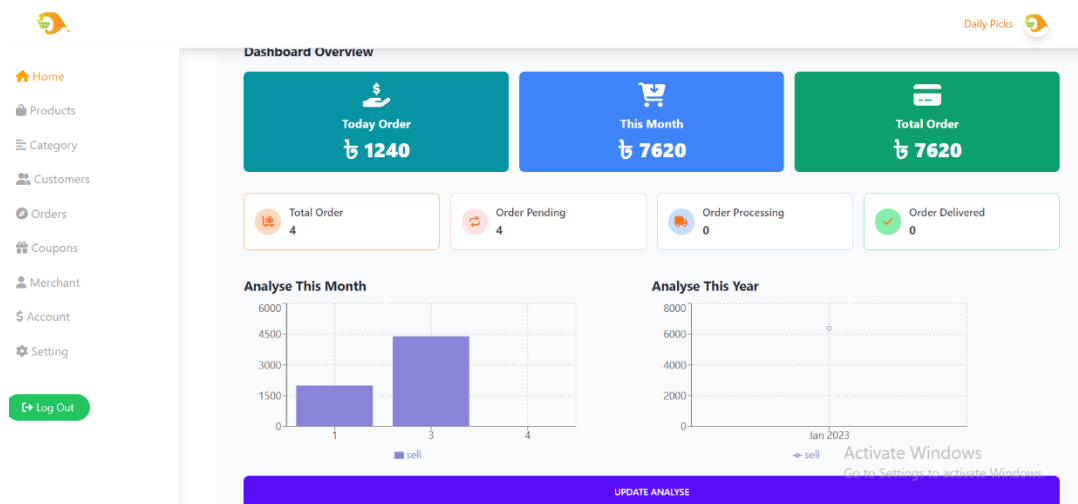 Daily Picks
Home
Products
Category
Customers
Orders
Coupons
Merchant
$ Account
Setting
Log Out
Dashboard Overview
Today Order
৳ 1240
This Month
৳ 7620
Total Order
৳ 7620
Total Order
4
Order Pending
4
Order Processing
0
Order Delivered
0
Analyse This Month
6000
4500
3000
1500
0
1 3 4
sell
Analyse This Year
8000
6000
4000
2000
0
Jan 2023
sell
Activate Windows
Go to Settings to activate Windows.
UPDATE ANALYSE